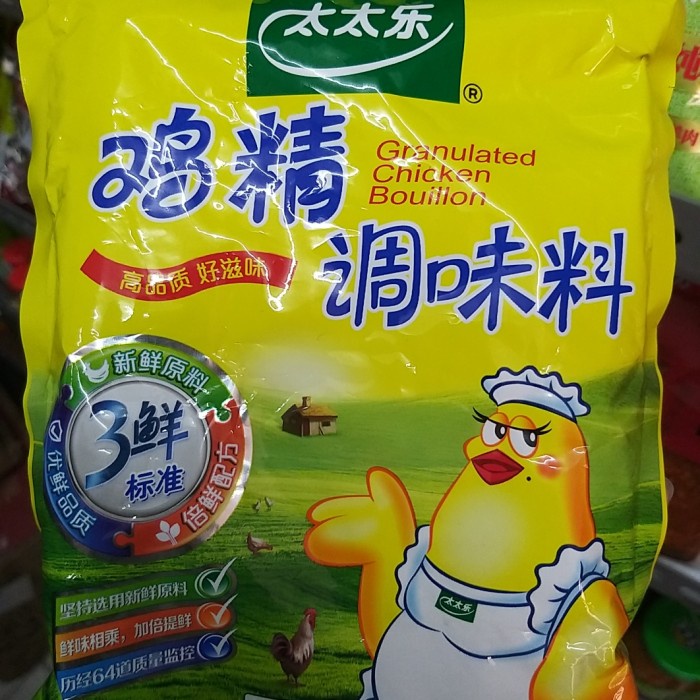 太太乐
®
鸡精
Granulated
Chicken
Bouillon
调味料
高品质 好滋味
新鲜原料
3鲜
标准
优鲜品质
倍鲜配方
太太乐
坚持选用新鲜原料
鲜味相乘，加倍提鲜
历经64道质量监控